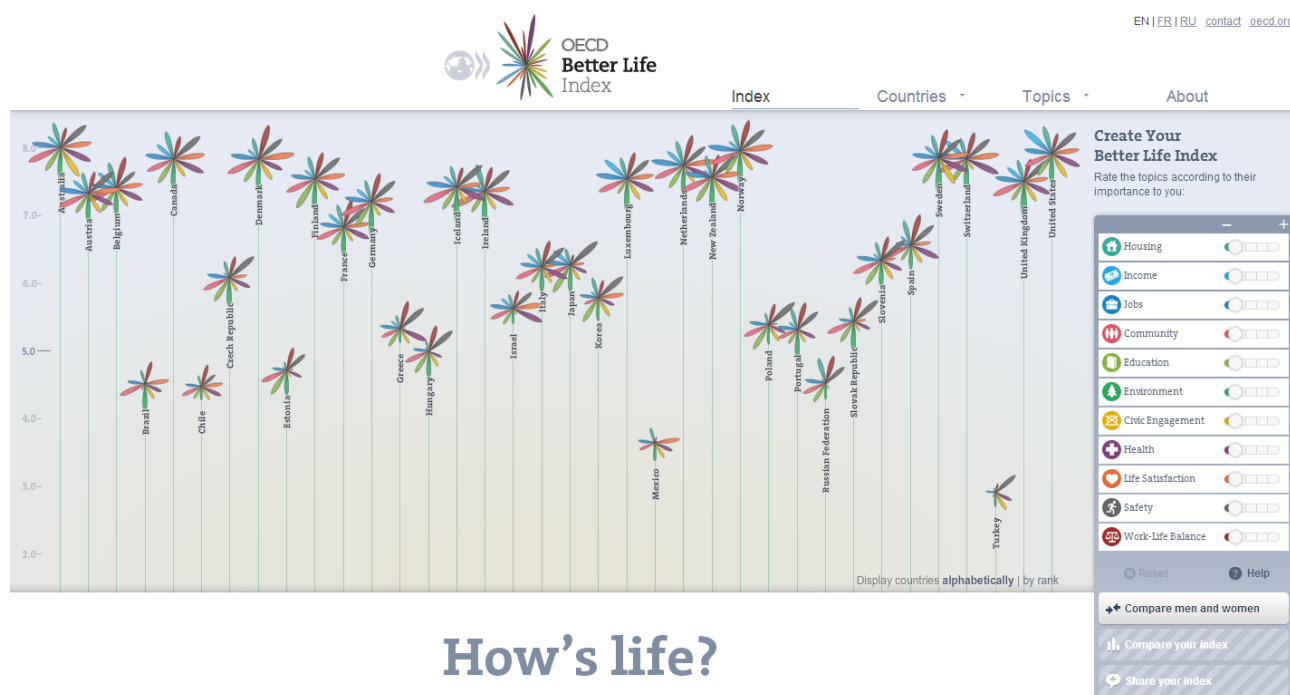 EN | FR | RU contact oecd.org
OECD
Better Life
Index
Index Countries Topics About
8.0
7.0
6.0
5.0
4.0
3.0
2.0
Australia
Austria
Belgium
Brazil
Canada
Chile
Czech Republic
Denmark
Estonia
Finland
France
Germany
Greece
Hungary
Iceland
Ireland
Israel
Italy
Japan
Korea
Luxembourg
Mexico
Netherlands
New Zealand
Norway
Poland
Portugal
Russian Federation
Slovak Republic
Slovenia
Spain
Sweden
Switzerland
Turkey
United Kingdom
United States
Display countries alphabetically | by rank
Create Your
Better Life Index
Rate the topics according to their
importance to you:
− +
Housing
Income
Jobs
Community
Education
Environment
Civic Engagement
Health
Life Satisfaction
Safety
Work-Life Balance
Reset ? Help
Compare men and women
Compare your index
Share your index
How's life?